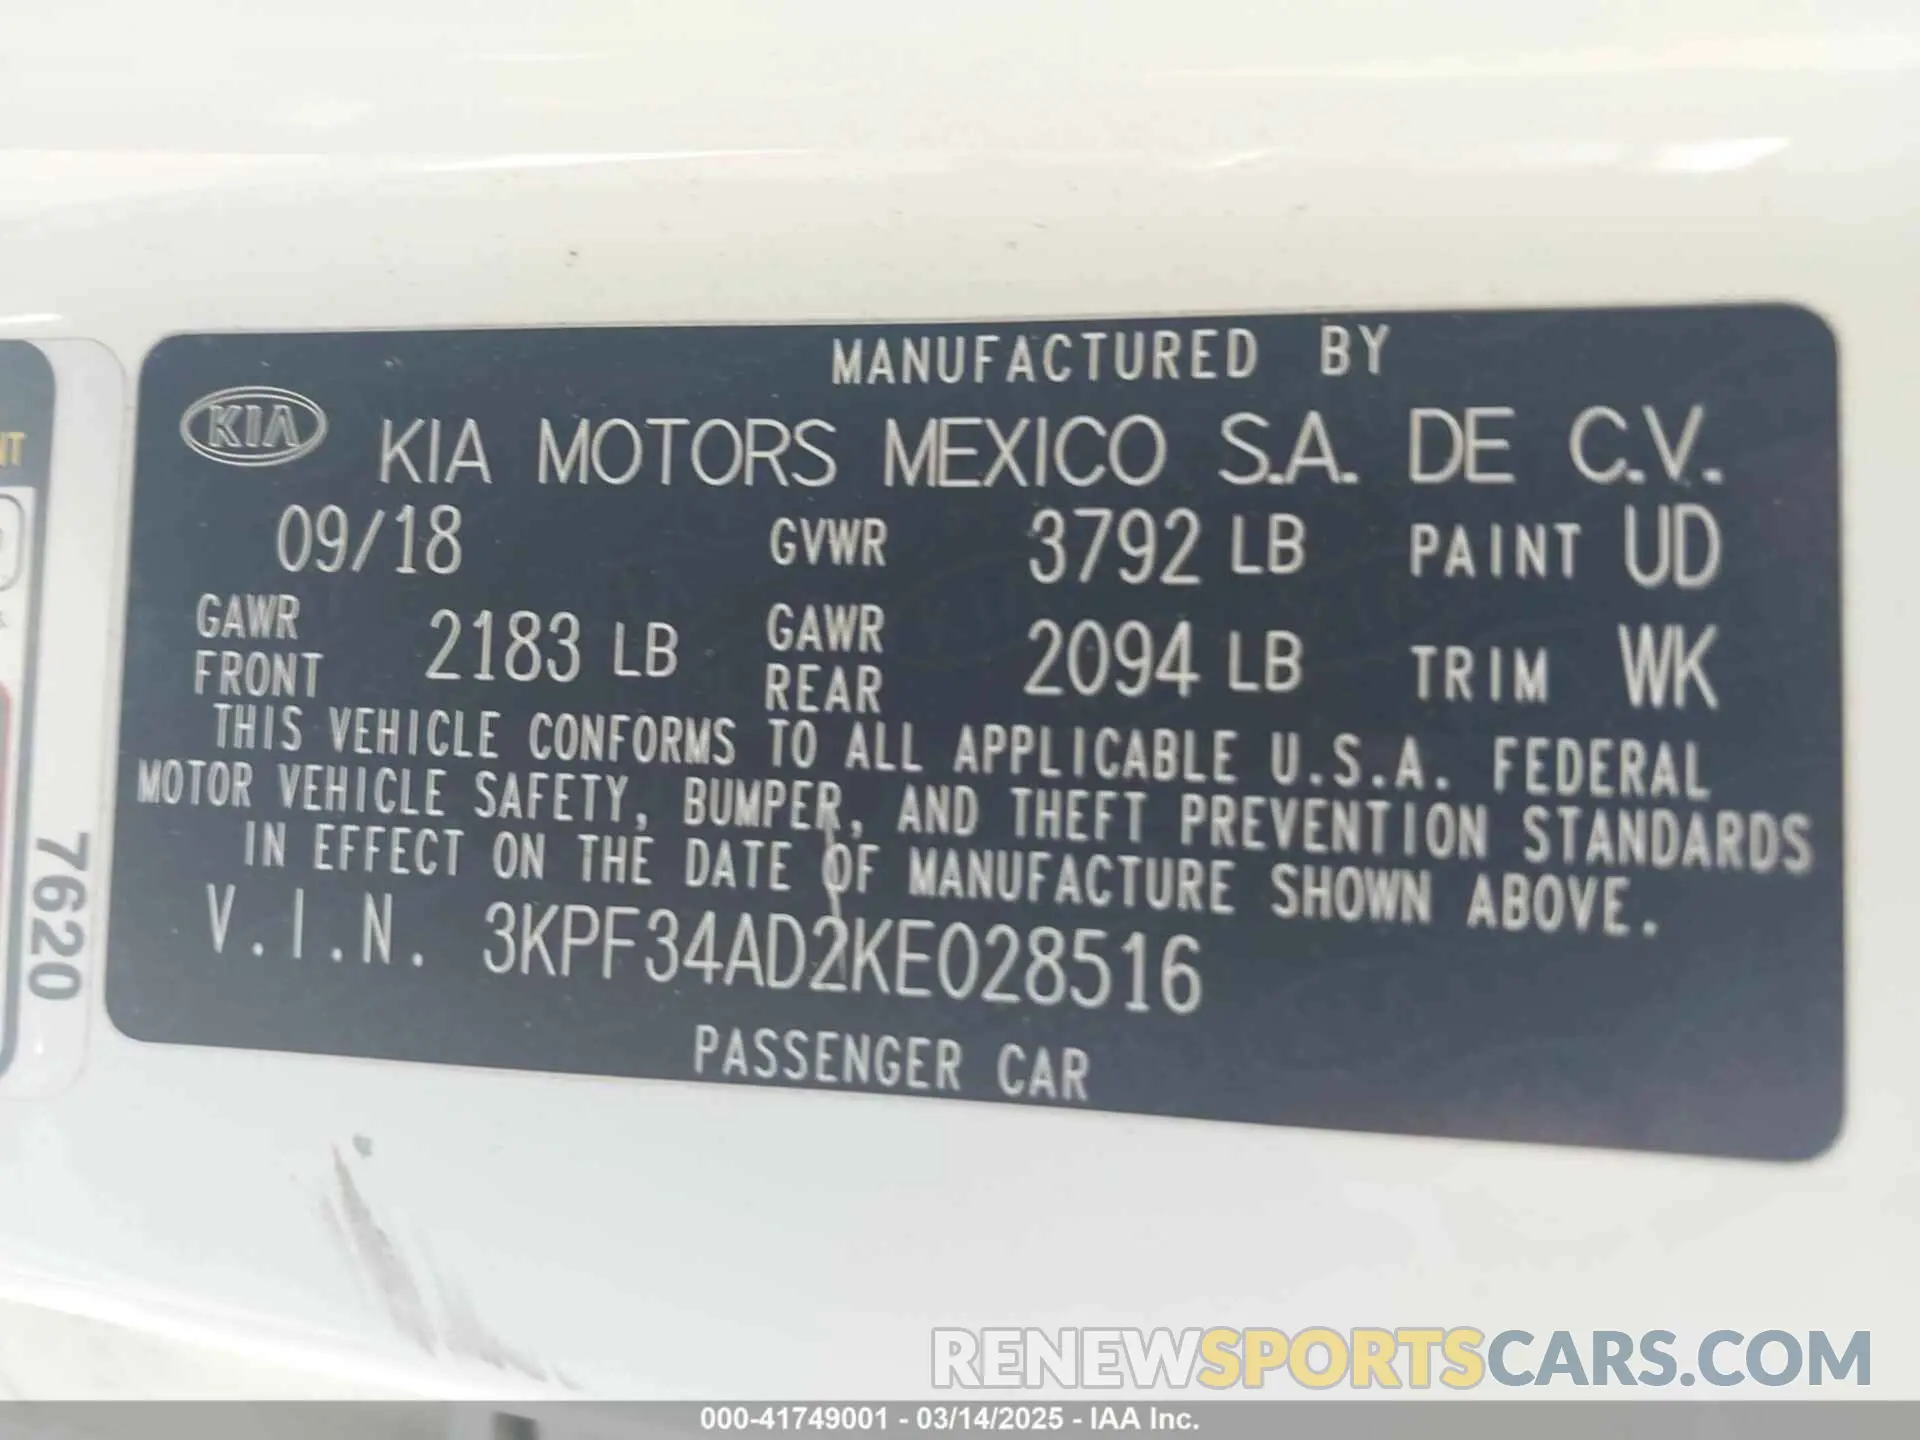 MANUFACTURED BY
KIA KIA MOTORS MEXICO S.A. DE C.V.
09/18 GVWR 3792 LB PAINT UD
GAWR FRONT 2183 LB GAWR REAR 2094 LB TRIM WK
THIS VEHICLE CONFORMS TO ALL APPLICABLE U.S.A. FEDERAL
MOTOR VEHICLE SAFETY, BUMPER, AND THEFT PREVENTION STANDARDS
IN EFFECT ON THE DATE OF MANUFACTURE SHOWN ABOVE.
V.I.N. 3KPF34AD2KE028516
PASSENGER CAR
NT
7620
RENEWSPORTSCARS.COM
000-41749001 - 03/14/2025 - IAA Inc.